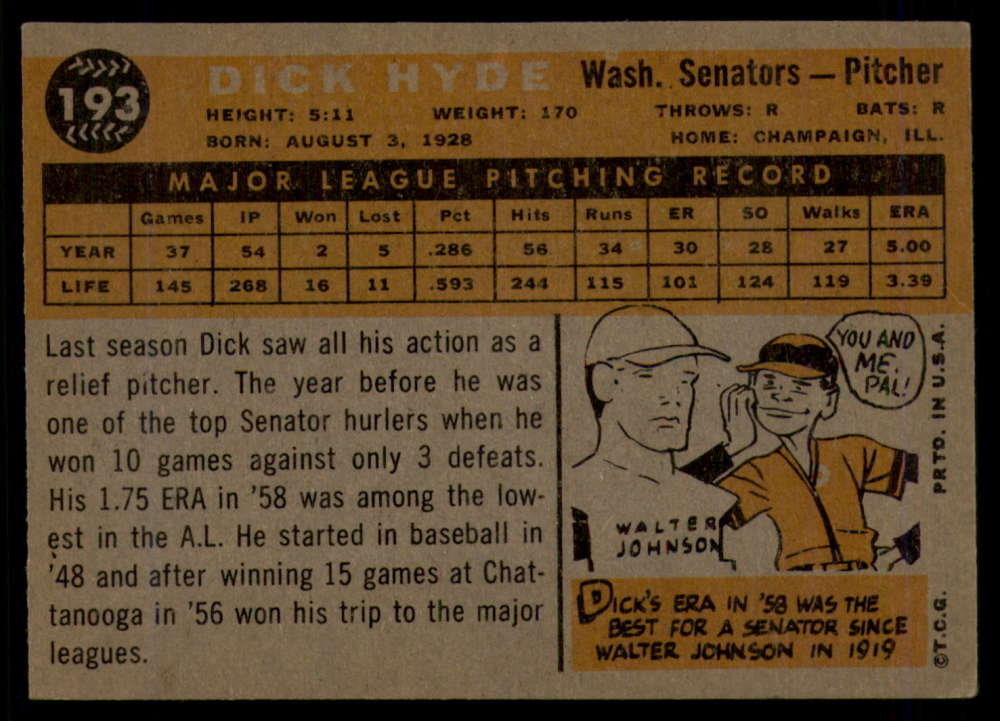 193
DICK HYDE
Wash. Senators — Pitcher
HEIGHT: 5:11 WEIGHT: 170 THROWS: R BATS: R
BORN: AUGUST 3, 1928 HOME: CHAMPAIGN, ILL.
MAJOR LEAGUE PITCHING RECORD
Games IP Won Lost Pct Hits Runs ER SO Walks ERA
YEAR 37 54 2 5 .286 56 34 30 28 27 5.00
LIFE 145 268 16 11 .593 244 115 101 124 119 3.39
Last season Dick saw all his action as a
relief pitcher. The year before he was
one of the top Senator hurlers when he
won 10 games against only 3 defeats.
His 1.75 ERA in '58 was among the low-
est in the A.L. He started in baseball in
'48 and after winning 15 games at Chat-
tanooga in '56 won his trip to the major
leagues.
YOU AND
ME,
PAL!
WALTER
JOHNSON
DICK'S ERA IN '58 WAS THE
BEST FOR A SENATOR SINCE
WALTER JOHNSON IN 1919
©T.C.G. PRTD. IN U.S.A.